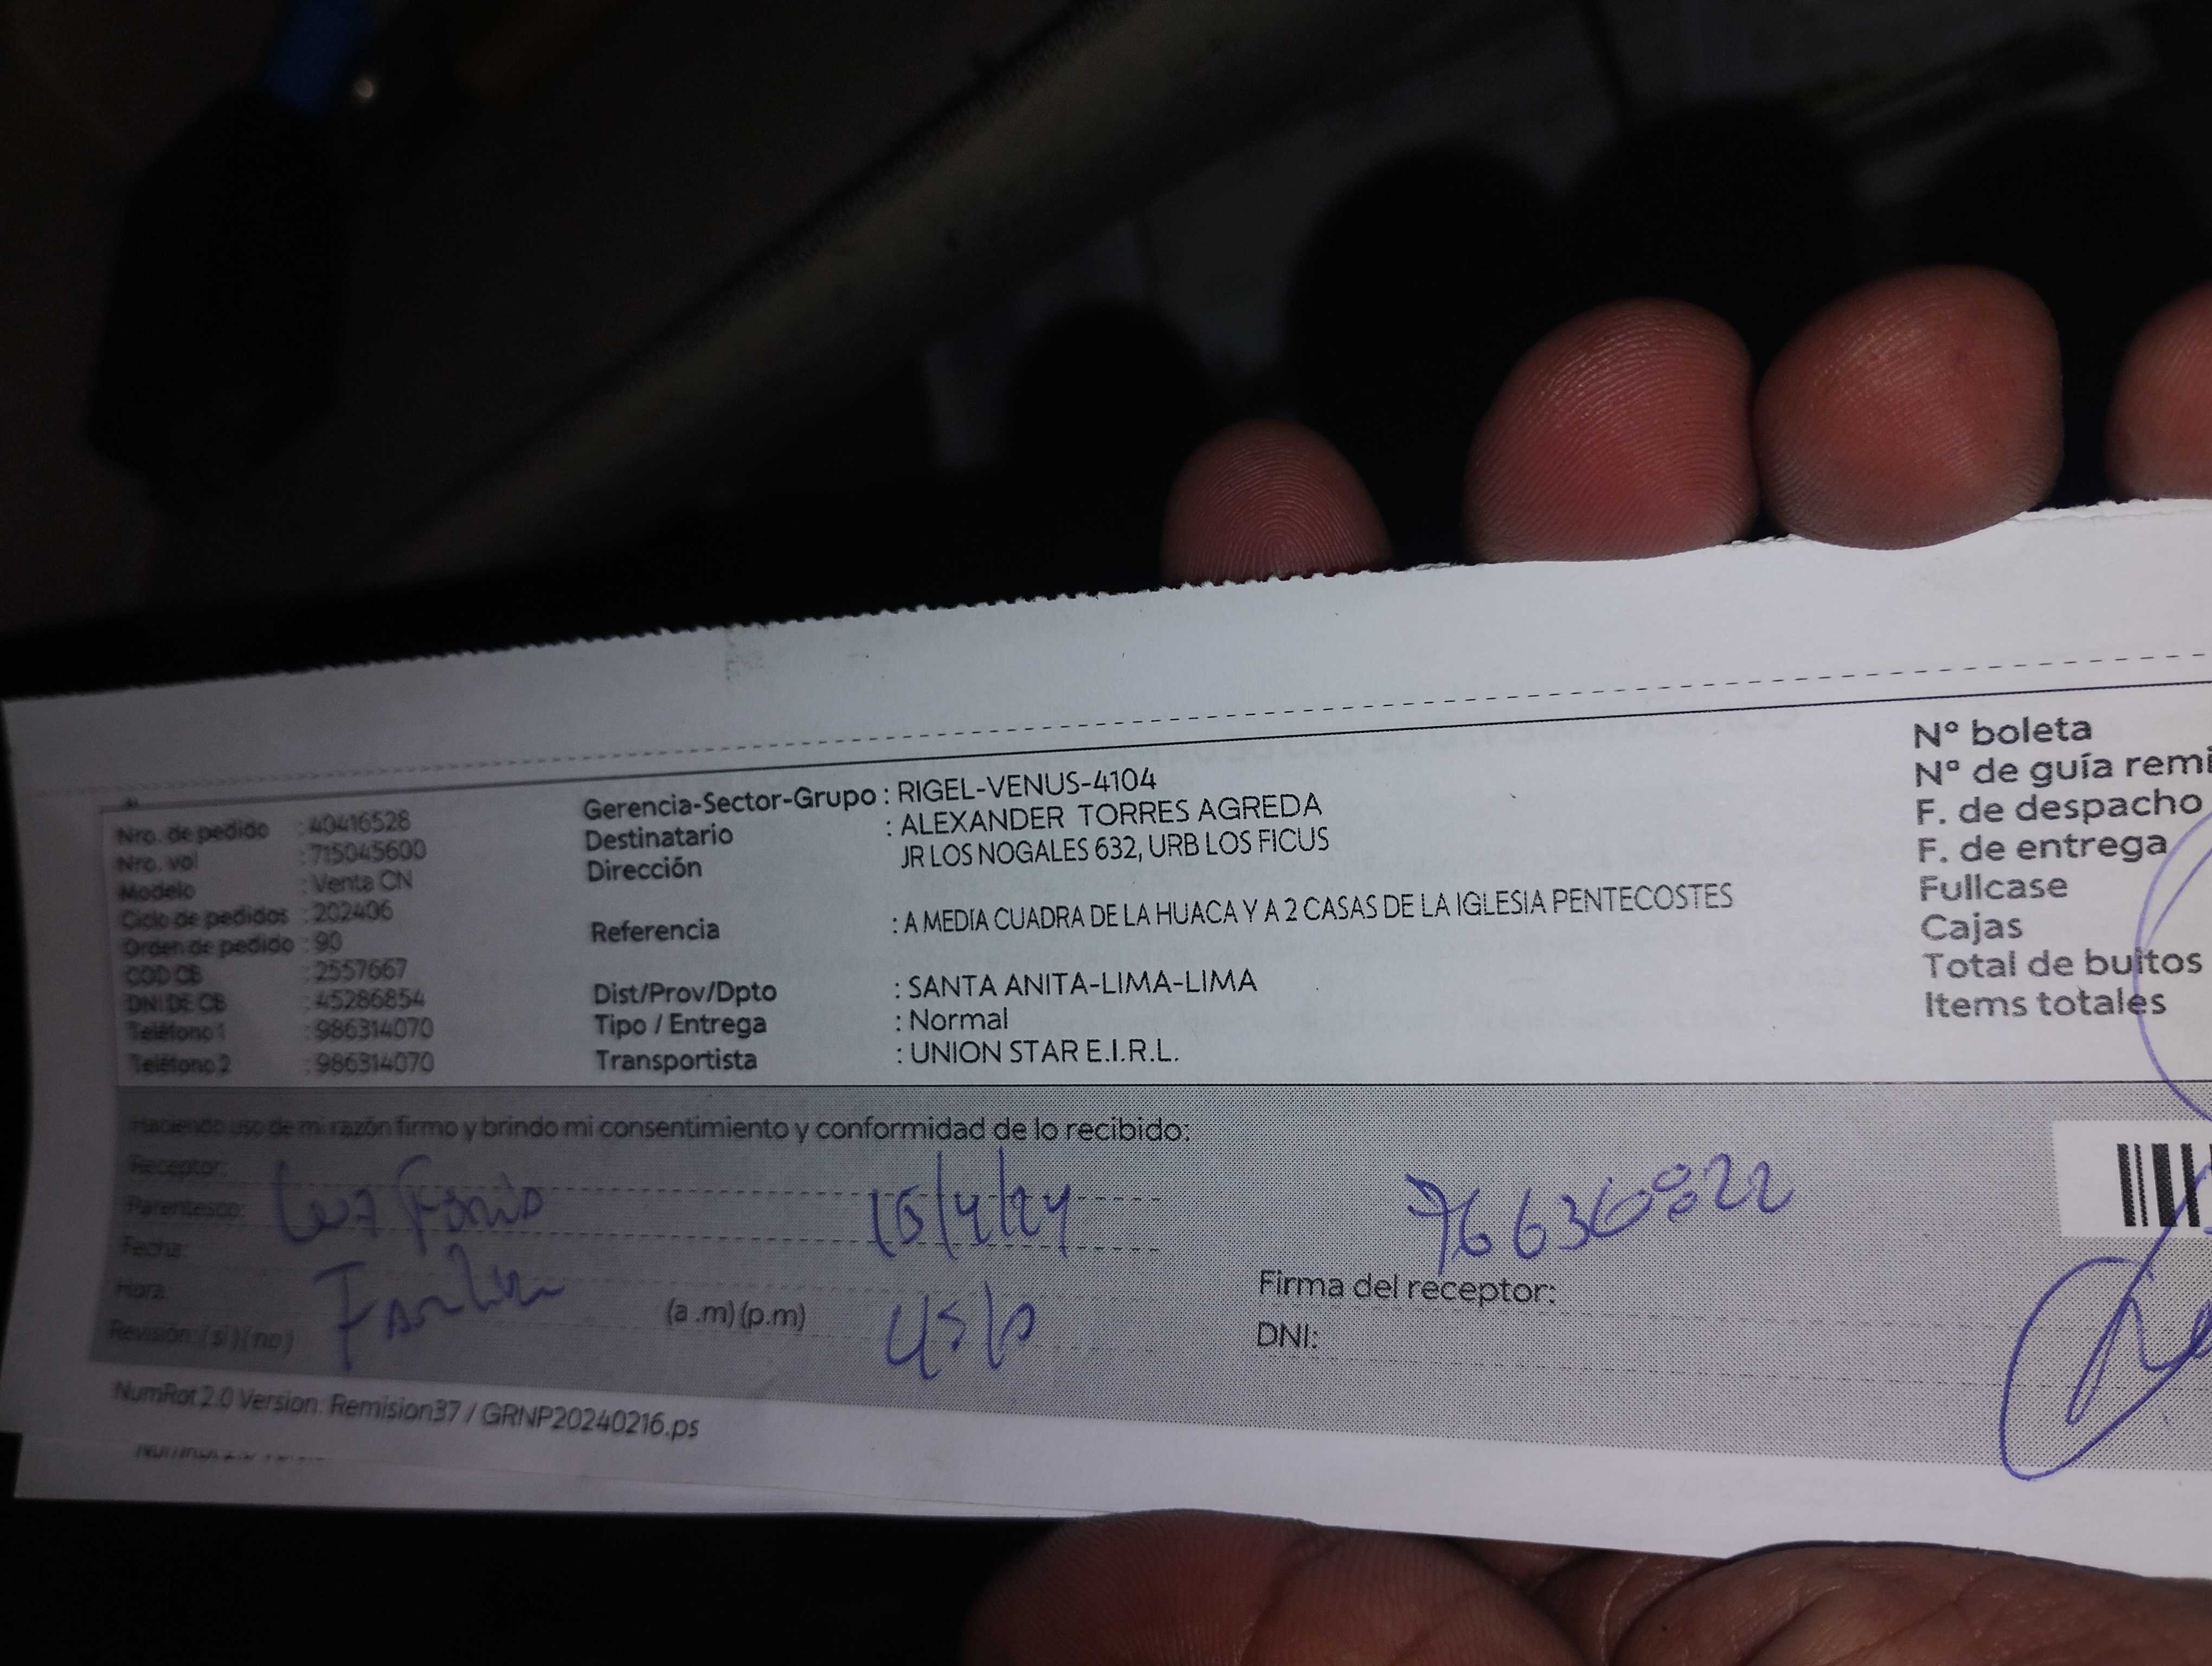 Nro. de pedido : 40416528
Nro. vol : 715045600
Modelo : Venta CN
Ciclo de pedidos : 202406
Orden de pedido : 90
COD CB : 2557667
DNI DE CB : 45286854
Teléfono 1 : 986314070
Teléfono 2 : 986314070
Gerencia-Sector-Grupo : RIGEL-VENUS-4104
Destinatario : ALEXANDER TORRES AGREDA
Dirección JR LOS NOGALES 632, URB LOS FICUS
Referencia : A MEDIA CUADRA DE LA HUACA Y A 2 CASAS DE LA IGLESIA PENTECOSTES
Dist/Prov/Dpto : SANTA ANITA-LIMA-LIMA
Tipo / Entrega : Normal
Transportista : UNION STAR E.I.R.L.
Nº boleta
Nº de guía remi
F. de despacho
F. de entrega
Fullcase
Cajas
Total de bultos
Items totales
Haciendo uso de mi razón firmo y brindo mi consentimiento y conformidad de lo recibido:
Receptor:
Parentesco:
Fecha:
Hora (a .m) (p.m)
Revisión: ( si ) ( no )
Firma del receptor:
DNI:
NumRot 2.0 Version: Remision37 / GRNP20240216.ps